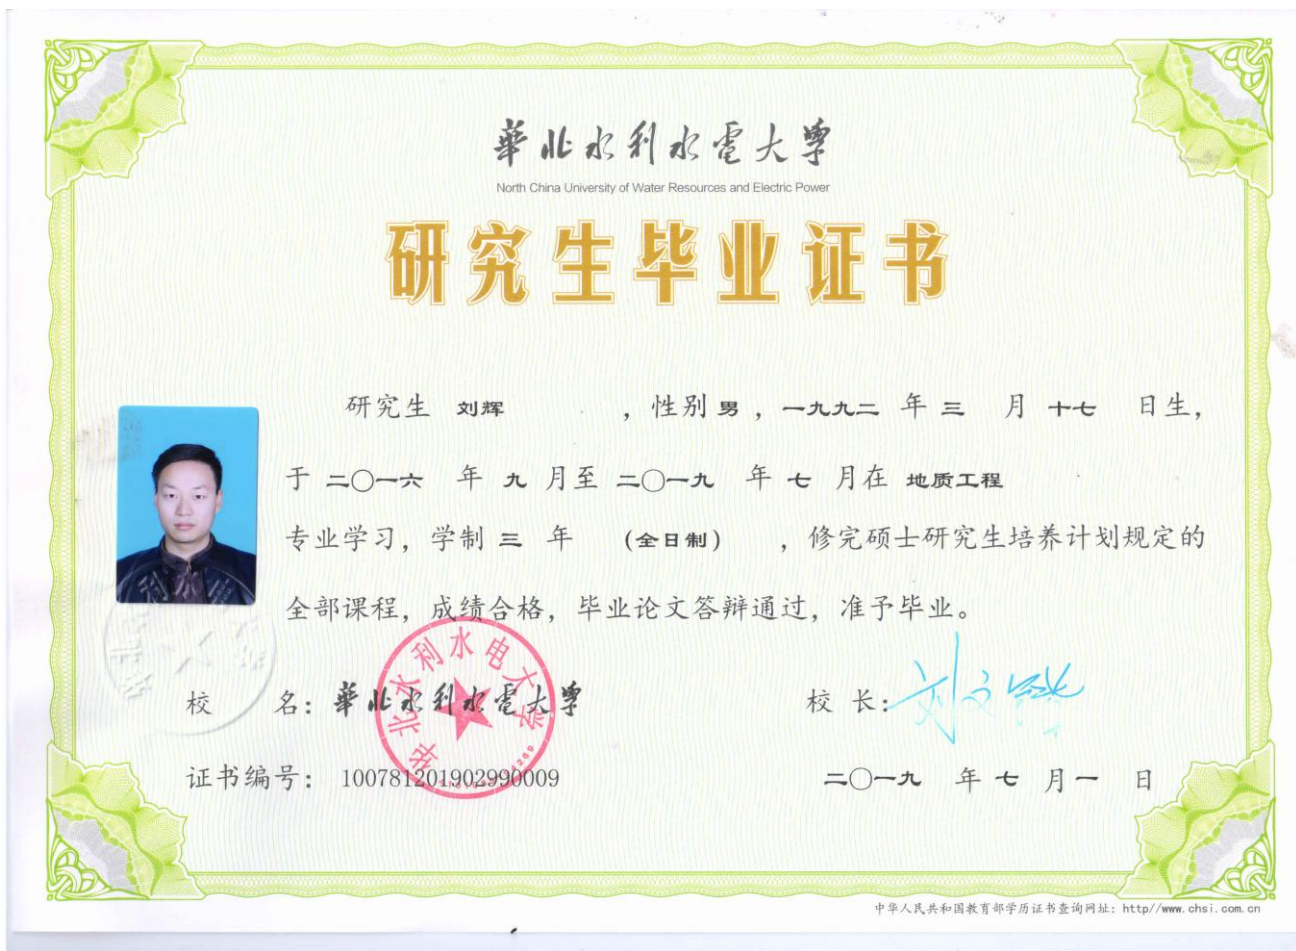 華北水利水電大學
North China University of Water Resources and Electric Power
研究生毕业证书
研究生 刘辉 ，性别 男 ，一九九二 年 三 月 十七 日生，
于 二〇一六 年 九 月至 二〇一九 年 七 月在 地质工程
专业学习，学制 三 年 （全日制） ，修完硕士研究生培养计划规定的
全部课程，成绩合格，毕业论文答辩通过，准予毕业。
校 名：華北水利水電大學
华北水利水电大学
校 长：
证书编号： 100781201902990009
二〇一九 年 七 月 一 日
中华人民共和国教育部学历证书查询网址：http//www.chsi.com.cn